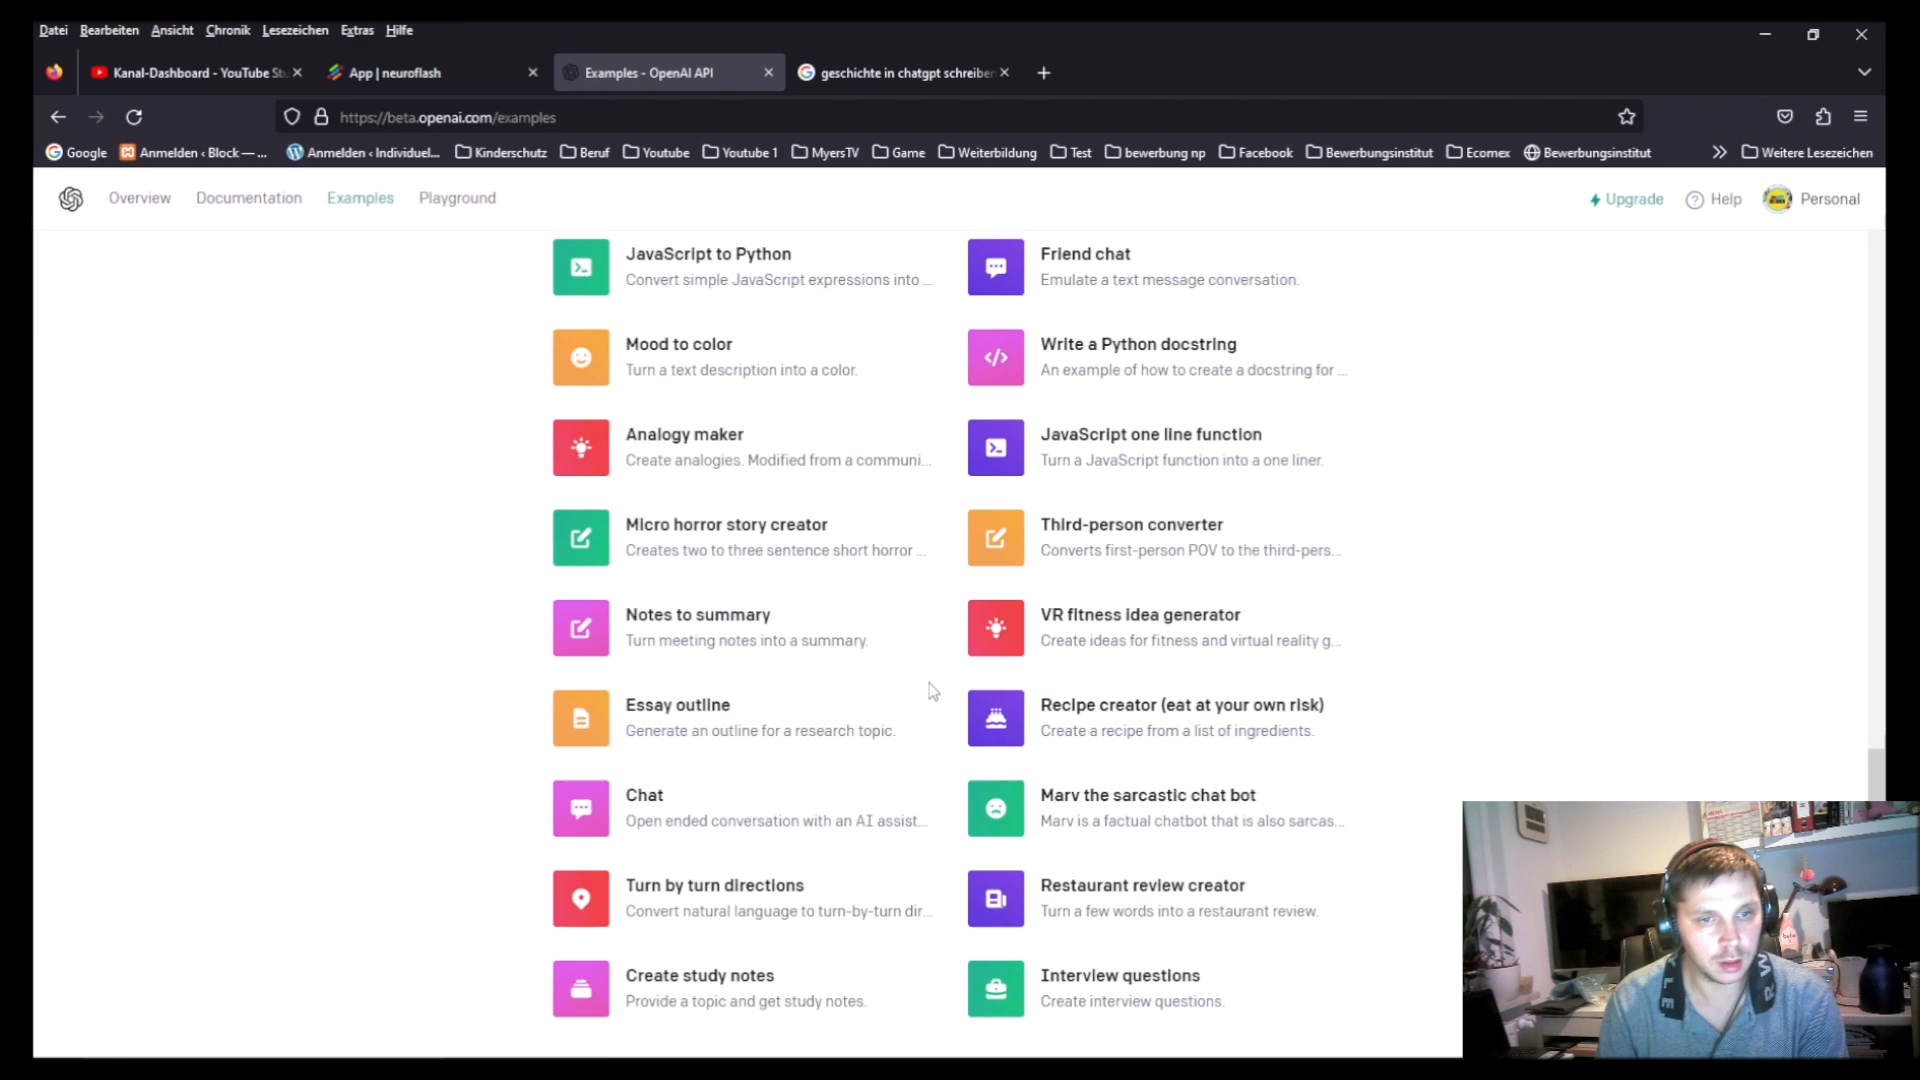 Datei Bearbeiten Ansicht Chronik Lesezeichen Extras Hilfe
Kanal-Dashboard - YouTube Stu
App | neuroflash
Examples - OpenAI API
geschichte in chatgpt schreiben
https://beta.openai.com/examples
Google
Anmelden ‹ Block — ...
Anmelden ‹ Individuel...
Kinderschutz
Beruf
Youtube
Youtube 1
MyersTV
Game
Weiterbildung
Test
bewerbung np
Facebook
Bewerbungsinstitut
Ecomex
Bewerbungsinstitut
Weitere Lesezeichen
Overview
Documentation
Examples
Playground
Upgrade
Help
Personal
JavaScript to Python
Convert simple JavaScript expressions into ...
Friend chat
Emulate a text message conversation.
Mood to color
Turn a text description into a color.
Write a Python docstring
An example of how to create a docstring for ...
Analogy maker
Create analogies. Modified from a communi...
JavaScript one line function
Turn a JavaScript function into a one liner.
Micro horror story creator
Creates two to three sentence short horror ...
Third-person converter
Converts first-person POV to the third-pers...
Notes to summary
Turn meeting notes into a summary.
VR fitness idea generator
Create ideas for fitness and virtual reality g...
Essay outline
Generate an outline for a research topic.
Recipe creator (eat at your own risk)
Create a recipe from a list of ingredients.
Chat
Open ended conversation with an AI assist...
Marv the sarcastic chat bot
Marv is a factual chatbot that is also sarcas...
Turn by turn directions
Convert natural language to turn-by-turn dir...
Restaurant review creator
Turn a few words into a restaurant review.
Create study notes
Provide a topic and get study notes.
Interview questions
Create interview questions.